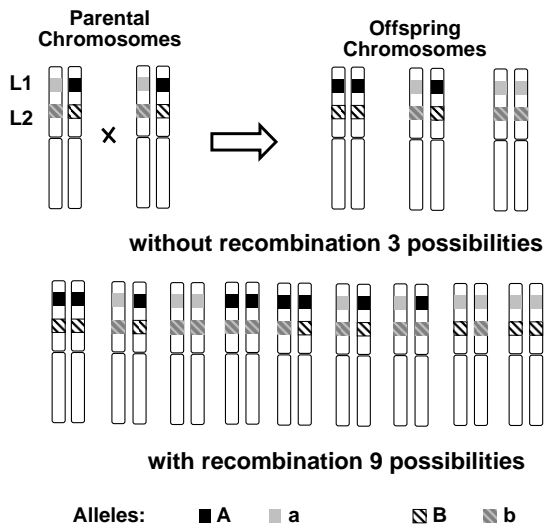 Parental
Chromosomes
Offspring
Chromosomes
L1
L2
x
without recombination 3 possibilities
with recombination 9 possibilities
Alleles: A a B b